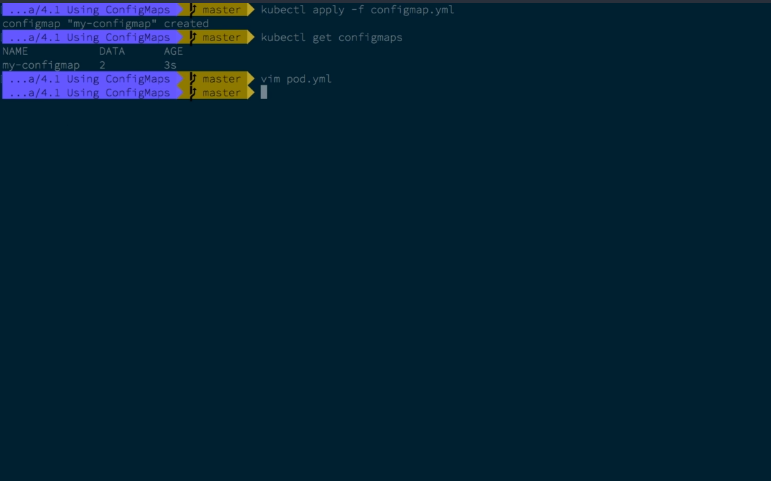 ...a/4.1 Using ConfigMaps master kubectl apply -f configmap.yml
configmap "my-configmap" created
...a/4.1 Using ConfigMaps master kubectl get configmaps
NAME DATA AGE
my-configmap 2 3s
...a/4.1 Using ConfigMaps master vim pod.yml
...a/4.1 Using ConfigMaps master